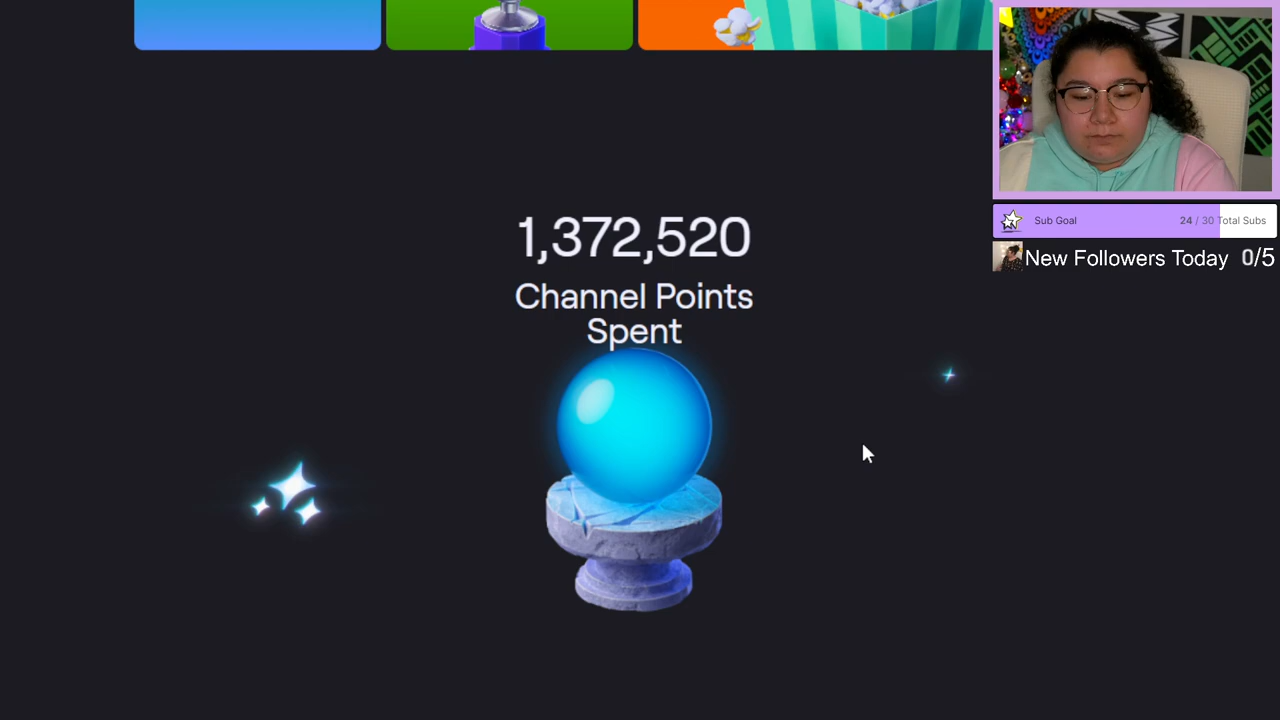 1,372,520
Channel Points
Spent
Sub Goal
24 / 30 Total Subs
New Followers Today 0/5